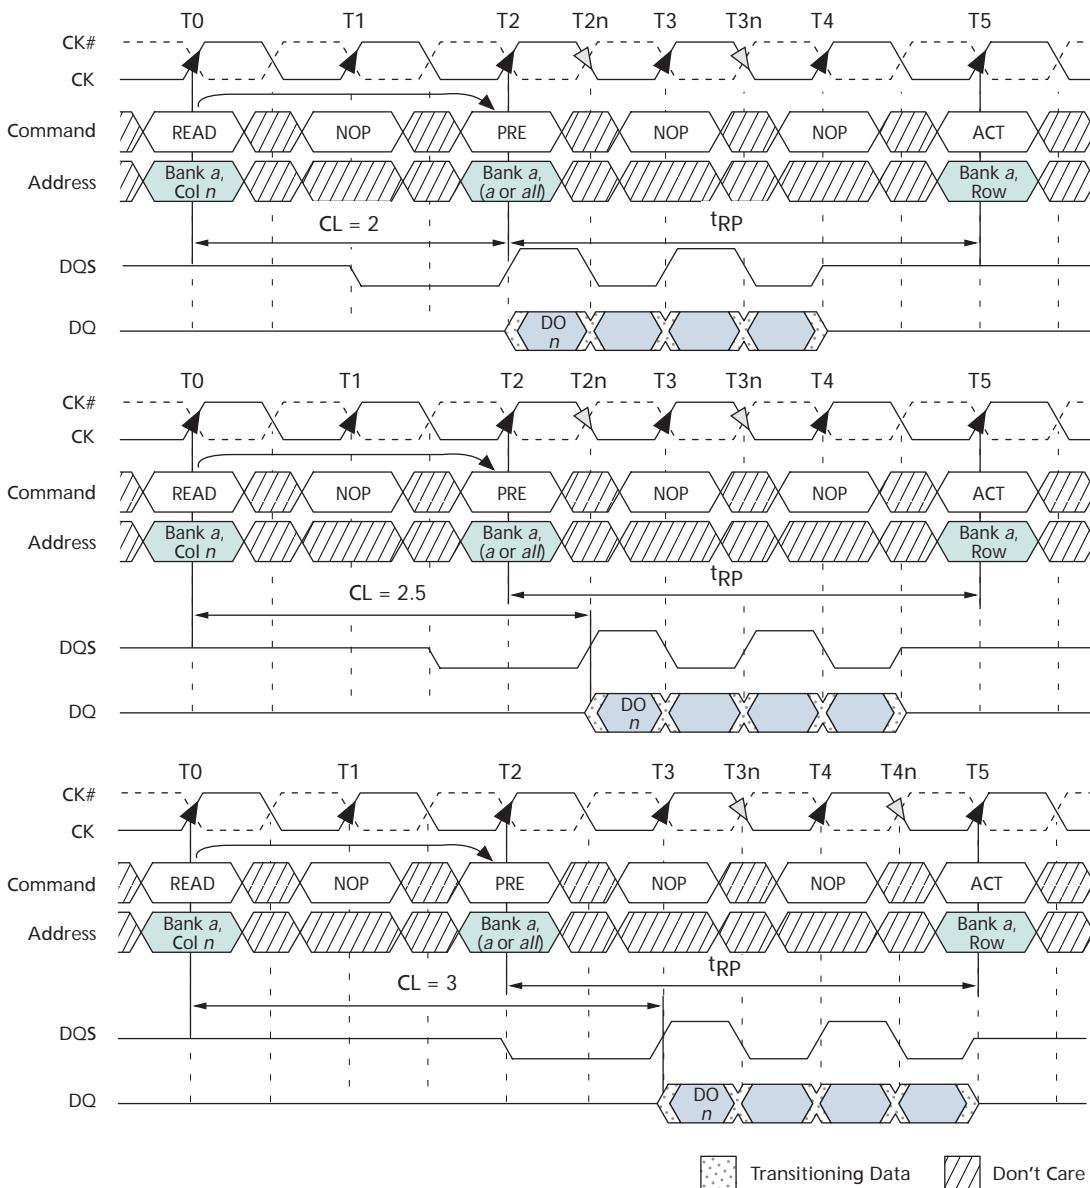 T0 T1 T2 T2n T3 T3n T4 T5
CK#
CK
Command READ NOP PRE NOP NOP ACT
Address Bank a, Col n Bank a, (a or all) Bank a, Row
CL = 2 tRP
DQS
DQ DO n
T0 T1 T2 T2n T3 T3n T4 T5
CK#
CK
Command READ NOP PRE NOP NOP ACT
Address Bank a, Col n Bank a, (a or all) Bank a, Row
CL = 2.5 tRP
DQS
DQ DO n
T0 T1 T2 T3 T3n T4 T4n T5
CK#
CK
Command READ NOP PRE NOP NOP ACT
Address Bank a, Col n Bank a, (a or all) Bank a, Row
CL = 3 tRP
DQS
DQ DO n
Transitioning Data Don't Care